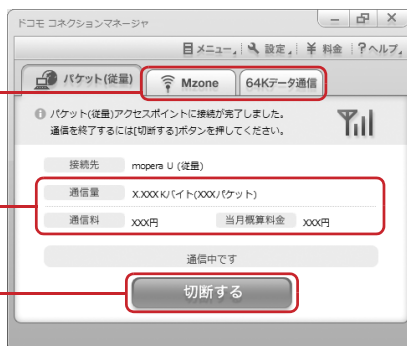 ドコモ コネクションマネージャ
メニュー 設定 ¥ 料金 ?ヘルプ
パケット(従量) Mzone 64Kデータ通信
パケット(従量)アクセスポイントに接続が完了しました。
通信を終了するには[切断する]ボタンを押してください。
接続先 mopera U (従量)
通信量 X.XXX Kバイト(XXXパケット)
通信料 XXX円 当月概算料金 XXX円
通信中です
切断する